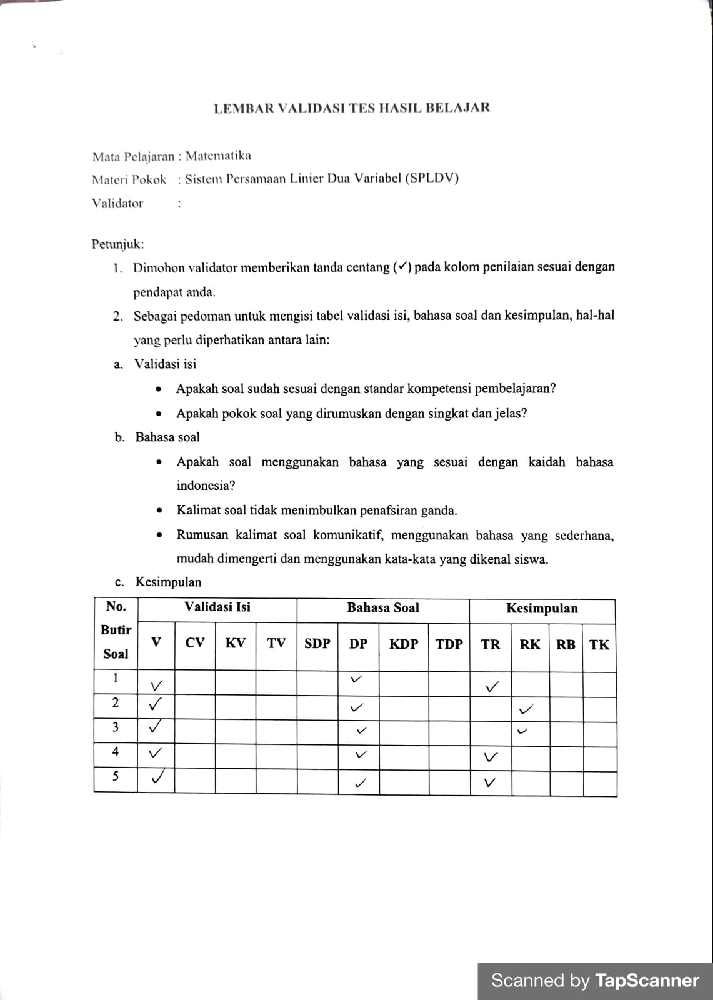 LEMBAR VALIDASI TES HASIL BELAJAR
Mata Pelajaran : Matematika
Materi Pokok : Sistem Persamaan Linier Dua Variabel (SPLDV)
Validator :
Petunjuk:
1. Dimohon validator memberikan tanda centang (✓) pada kolom penilaian sesuai dengan
pendapat anda.
2. Sebagai pedoman untuk mengisi tabel validasi isi, bahasa soal dan kesimpulan, hal-hal
yang perlu diperhatikan antara lain:
a. Validasi isi
• Apakah soal sudah sesuai dengan standar kompetensi pembelajaran?
• Apakah pokok soal yang dirumuskan dengan singkat dan jelas?
b. Bahasa soal
• Apakah soal menggunakan bahasa yang sesuai dengan kaidah bahasa
indonesia?
• Kalimat soal tidak menimbulkan penafsiran ganda.
• Rumusan kalimat soal komunikatif, menggunakan bahasa yang sederhana,
mudah dimengerti dan menggunakan kata-kata yang dikenal siswa.
c. Kesimpulan
No. Butir Soal Validasi Isi Bahasa Soal Kesimpulan
V CV KV TV SDP DP KDP TDP TR RK RB TK
1 ✓ ✓ ✓
2 ✓ ✓ ✓
3 ✓ ✓ ✓
4 ✓ ✓ ✓
5 ✓ ✓ ✓
Scanned by TapScanner